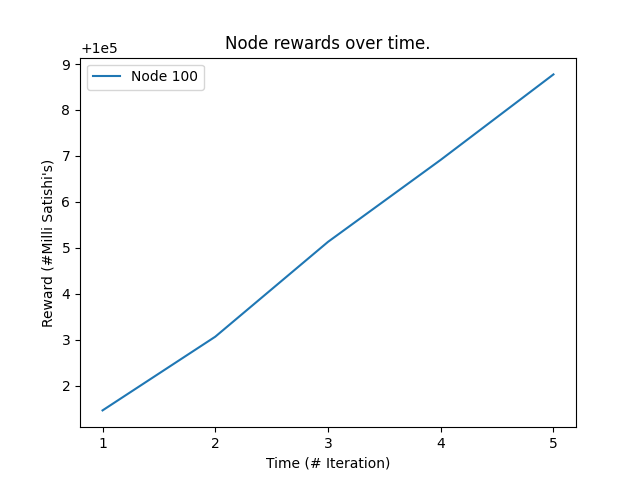 Node rewards over time.
+1e5
Node 100
9
8
7
6
5
4
3
2
Reward (#Milli Satishi's)
1 2 3 4 5
Time (# Iteration)